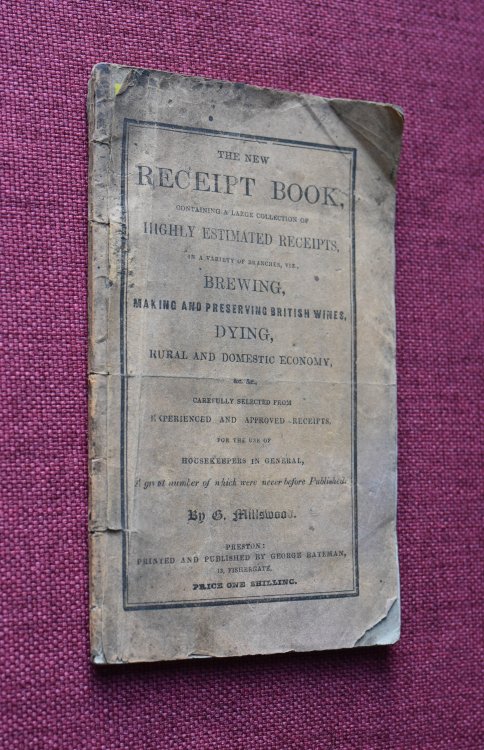 THE NEW
RECEIPT BOOK,
CONTAINING A LARGE COLLECTION OF
HIGHLY ESTIMATED RECEIPTS,
IN A VARIETY OF BRANCHES, VIZ.,
BREWING,
MAKING AND PRESERVING BRITISH WINES,
DYING,
RURAL AND DOMESTIC ECONOMY,
&c. &c.,
CAREFULLY SELECTED FROM
EXPERIENCED AND APPROVED RECEIPTS,
FOR THE USE OF
HOUSEKEEPERS IN GENERAL,
A great number of which were never before Published.
By G. Millswood.
PRESTON:
PRINTED AND PUBLISHED BY GEORGE BATEMAN,
13, FISHERGATE.
PRICE ONE SHILLING.